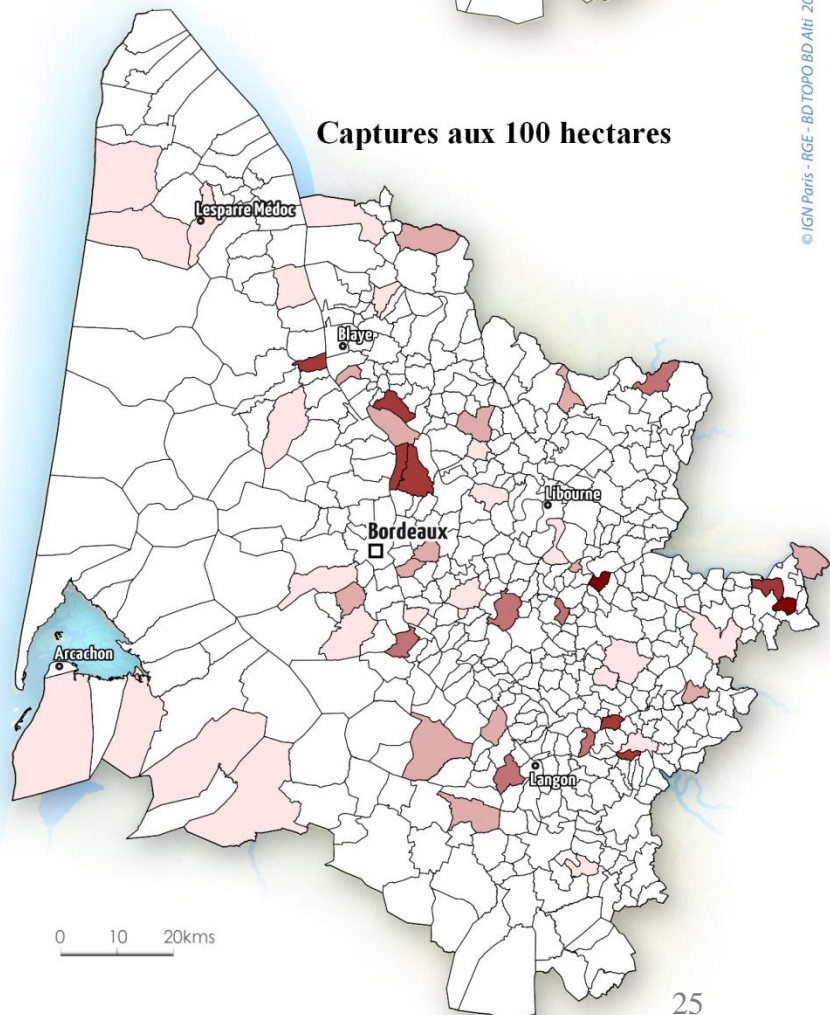 © IGN Paris - RGE - BD TOPO BD Alti
Captures aux 100 hectares
Lesparre Médoc
Blaye
Libourne
Bordeaux
Arcachon
Langon
0 10 20kms
25